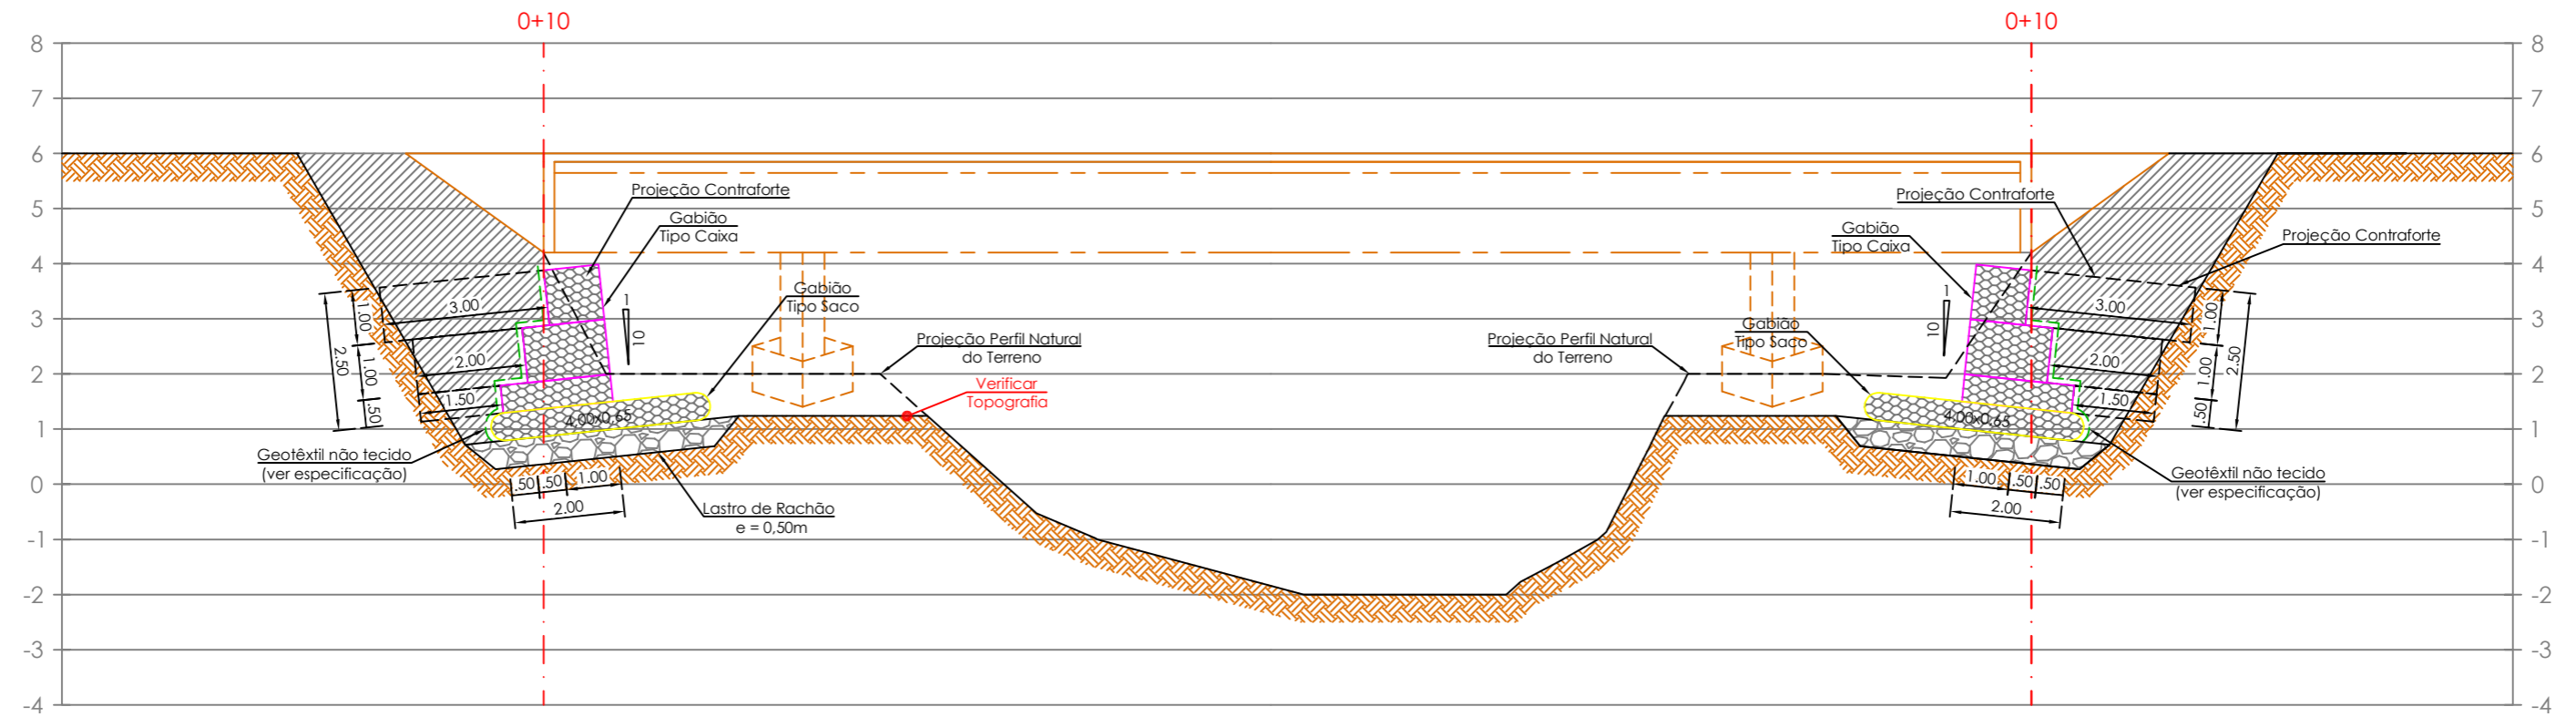 0+10
0+10
8
7
6
5
4
3
2
1
0
-1
-2
-3
-4
8
7
6
5
4
3
2
1
0
-1
-2
-3
-4
Projeção Contraforte
Gabião
Tipo Caixa
Gabião
Tipo Saco
Projeção Perfil Natural
do Terreno
Verificar
Topografia
1
10
3.00
2.00
1.50
1.00
1.00
.50
2.50
4,00x0,65
Geotêxtil não tecido
(ver especificação)
.50
.50
1.00
2.00
Lastro de Rachão
e = 0,50m
Projeção Contraforte
Gabião
Tipo Caixa
Projeção Contraforte
Gabião
Tipo Saco
Projeção Perfil Natural
do Terreno
1
10
3.00
2.00
1.50
1.00
1.00
.50
2.50
4,00x0,65
Geotêxtil não tecido
(ver especificação)
1.00
.50
.50
2.00